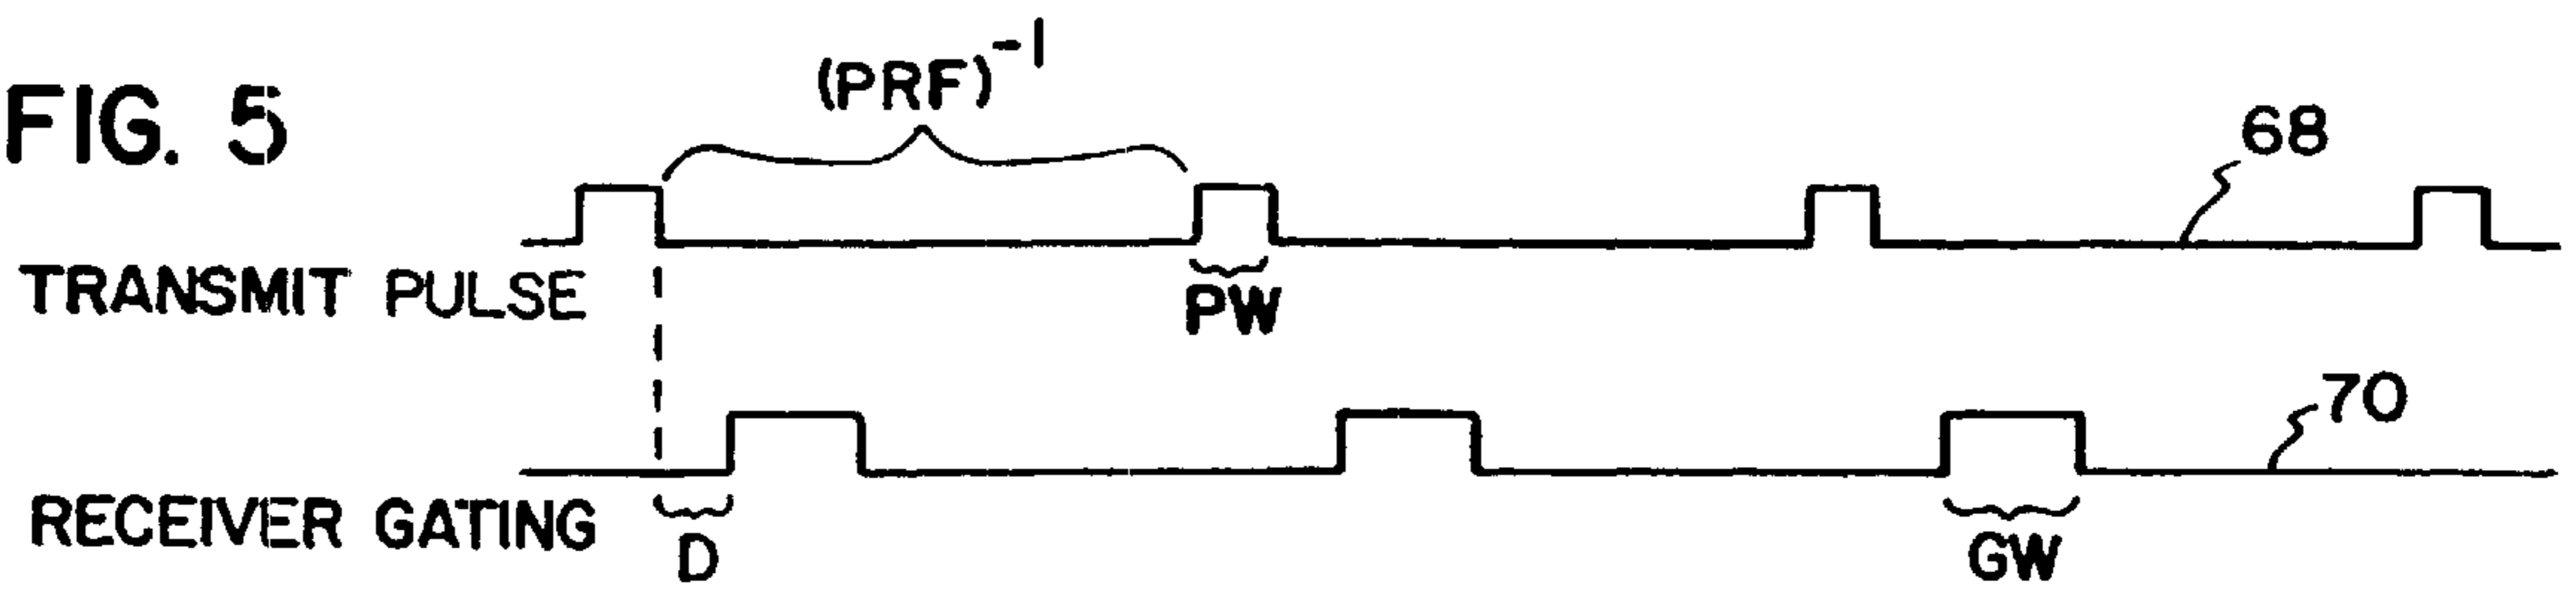 FIG. 5
(PRF)⁻¹
68
TRANSMIT PULSE
PW
70
RECEIVER GATING
D
GW